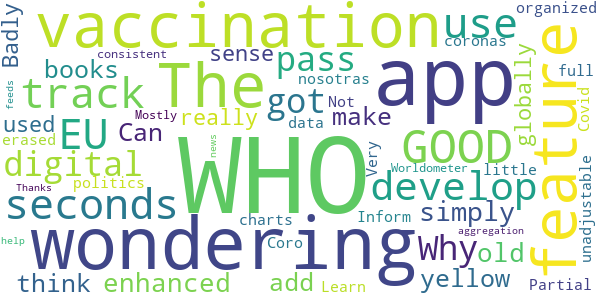 Badly vaccination use organized
consistent sense pass coronas
books nosotras app full
track The got Not make globally feature
used EU Can really data Mostly
feeds erased digital politics news WHO GOOD Very Worldometer little Covid unadjustable
Thanks seconds charts Coro Inform develop simply
help wondering why old aggregation
think enhanced add Learn yellow Partial